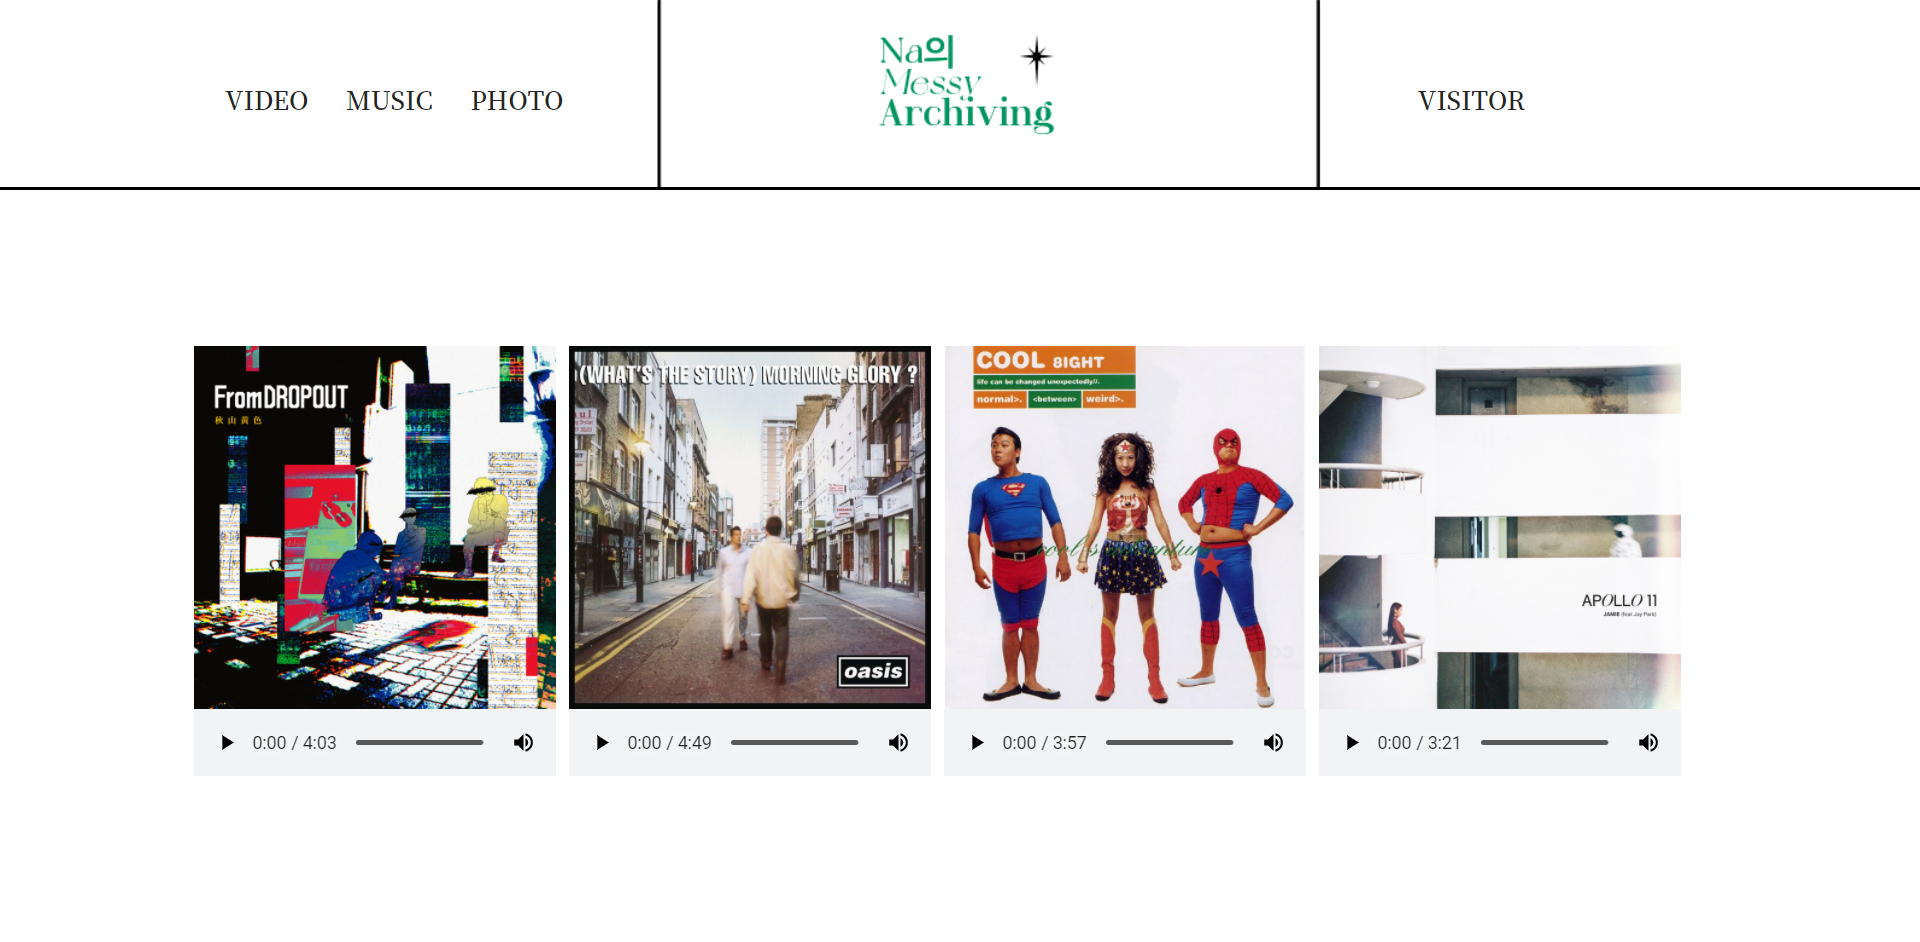 VIDEO MUSIC PHOTO
Na의
Messy
Archiving
VISITOR
From DROPOUT
秋山黄色
(WHAT'S THE STORY) MORNING GLORY ?
oasis
COOL 8IGHT
life can be changed unexpectedly//.
normal>. <between> weird>.
APOLLO 11
JAMIE (feat. Jay Park)
0:00 / 4:03
0:00 / 4:49
0:00 / 3:57
0:00 / 3:21